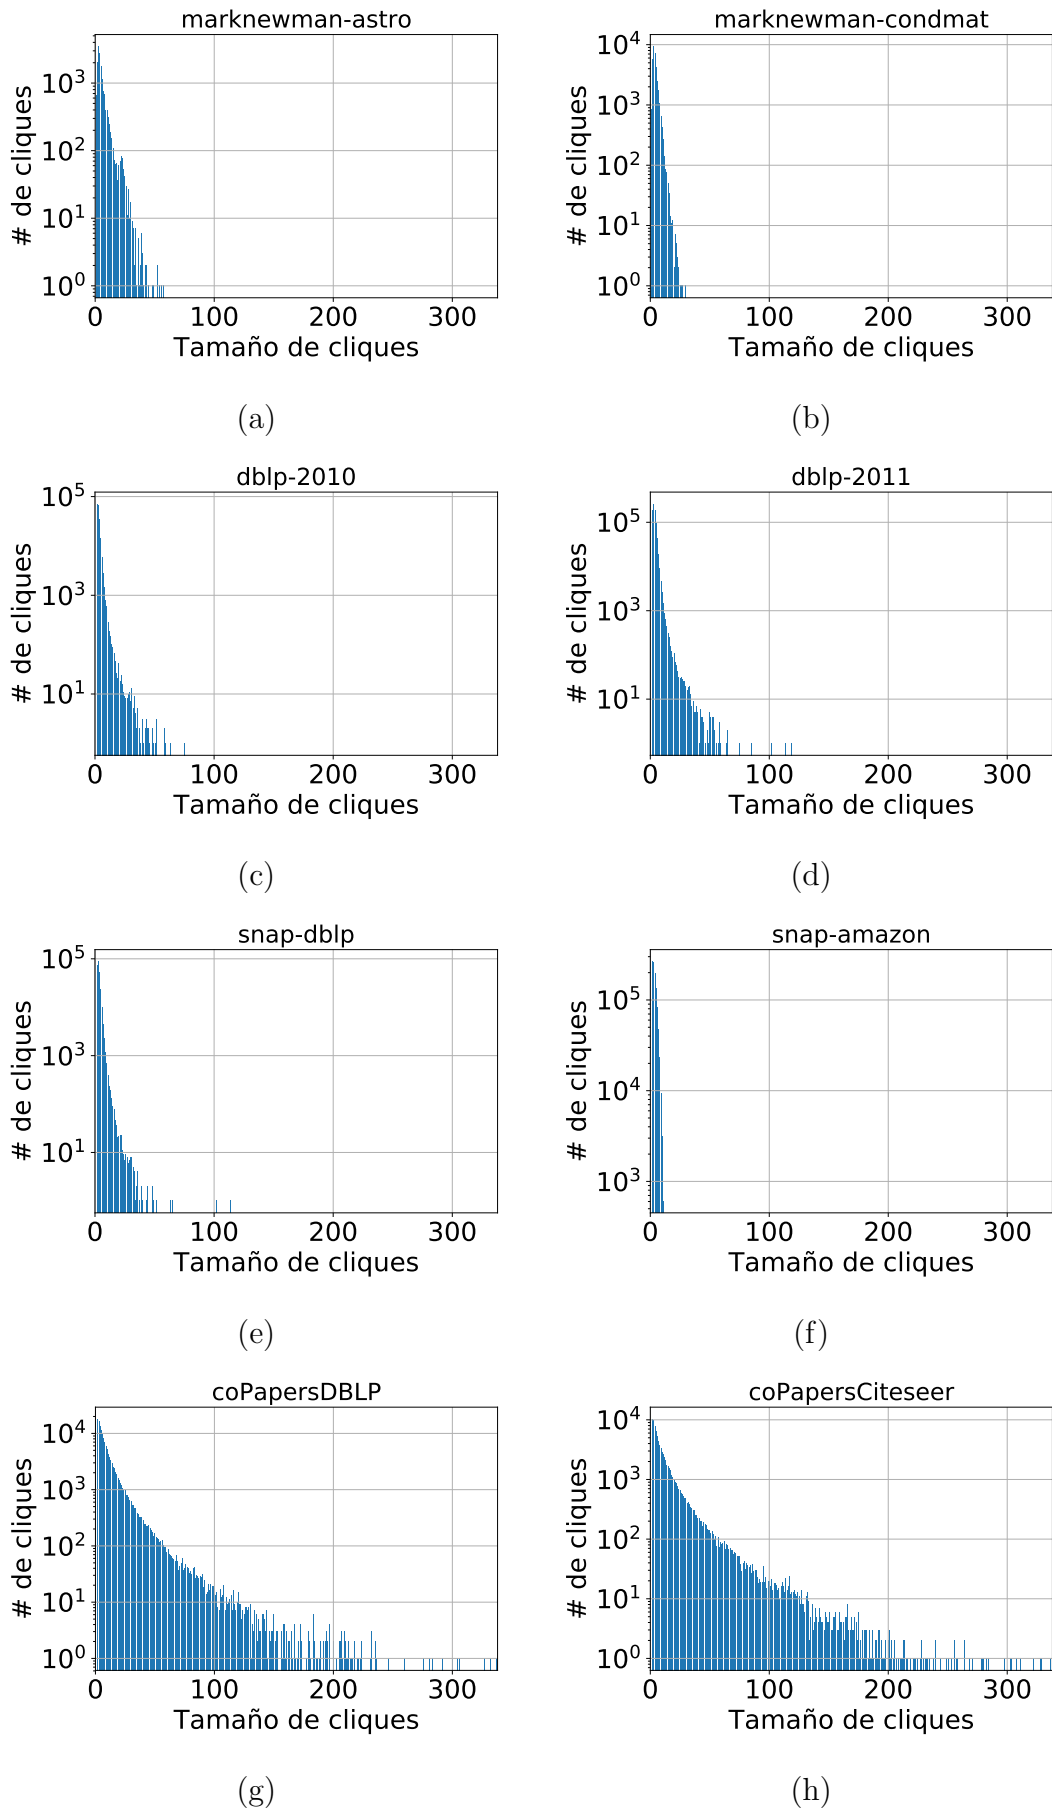 marknewman-astro
# de cliques
10^3
10^2
10^1
10^0
0 100 200 300
Tamaño de cliques
(a)
marknewman-condmat
# de cliques
10^4
10^3
10^2
10^1
10^0
0 100 200 300
Tamaño de cliques
(b)
dblp-2010
# de cliques
10^5
10^3
10^1
0 100 200 300
Tamaño de cliques
(c)
dblp-2011
# de cliques
10^5
10^3
10^1
0 100 200 300
Tamaño de cliques
(d)
snap-dblp
# de cliques
10^5
10^3
10^1
0 100 200 300
Tamaño de cliques
(e)
snap-amazon
# de cliques
10^5
10^4
10^3
0 100 200 300
Tamaño de cliques
(f)
coPapersDBLP
# de cliques
10^4
10^3
10^2
10^1
10^0
0 100 200 300
Tamaño de cliques
(g)
coPapersCiteseer
# de cliques
10^4
10^3
10^2
10^1
10^0
0 100 200 300
Tamaño de cliques
(h)